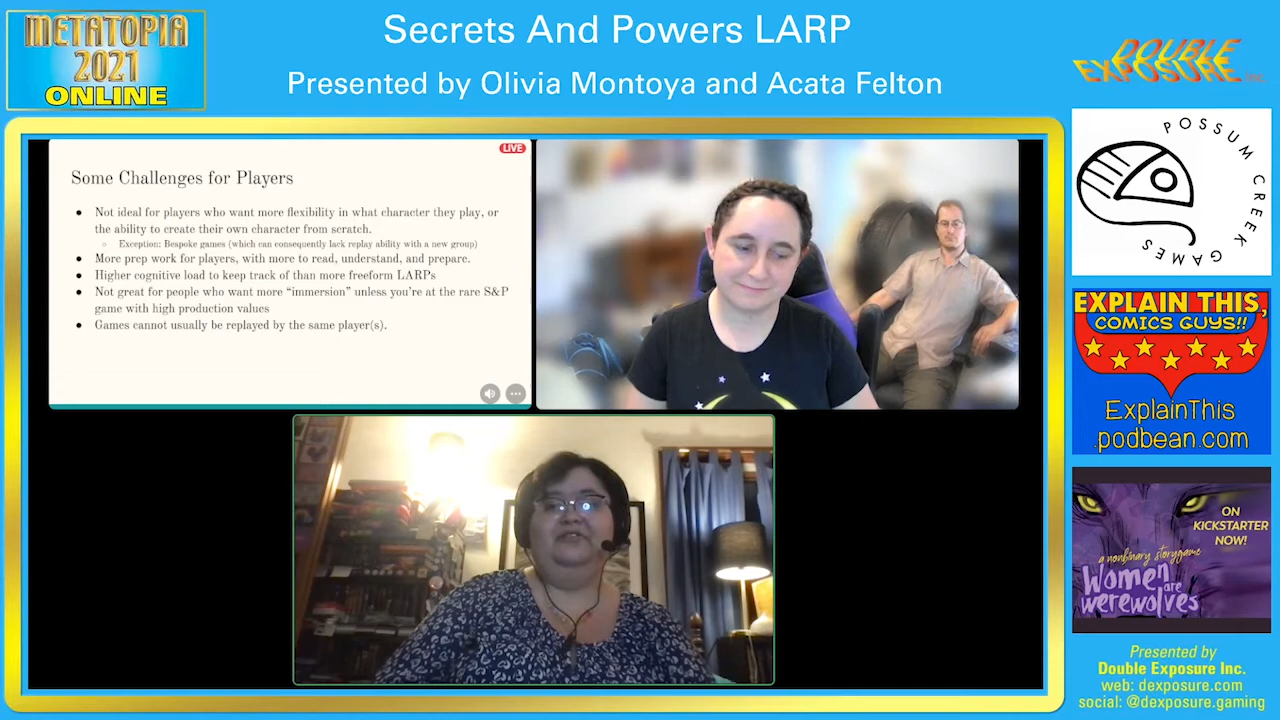 METATOPIA
2021
ONLINE
Secrets And Powers LARP
Presented by Olivia Montoya and Acata Felton
DOUBLE
EXPOSURE
LIVE
Some Challenges for Players
● Not ideal for players who want more flexibility in what character they play, or
the ability to create their own character from scratch.
○ Exception: Bespoke games (which can consequently lack replay ability with a new group)
● More prep work for players, with more to read, understand, and prepare.
● Higher cognitive load to keep track of than more freeform LARPs
● Not great for people who want more “immersion” unless you're at the rare S&P
game with high production values
● Games cannot usually be replayed by the same player(s).
POSSUM CREEK GAMES
EXPLAIN THIS,
COMICS GUYS!!
ExplainThis
.podbean.com
ON
KICKSTARTER
NOW!
a nonbinary storygame
Women
are
werewolves
Presented by
Double Exposure Inc.
web: dexposure.com
social: @dexposure.gaming